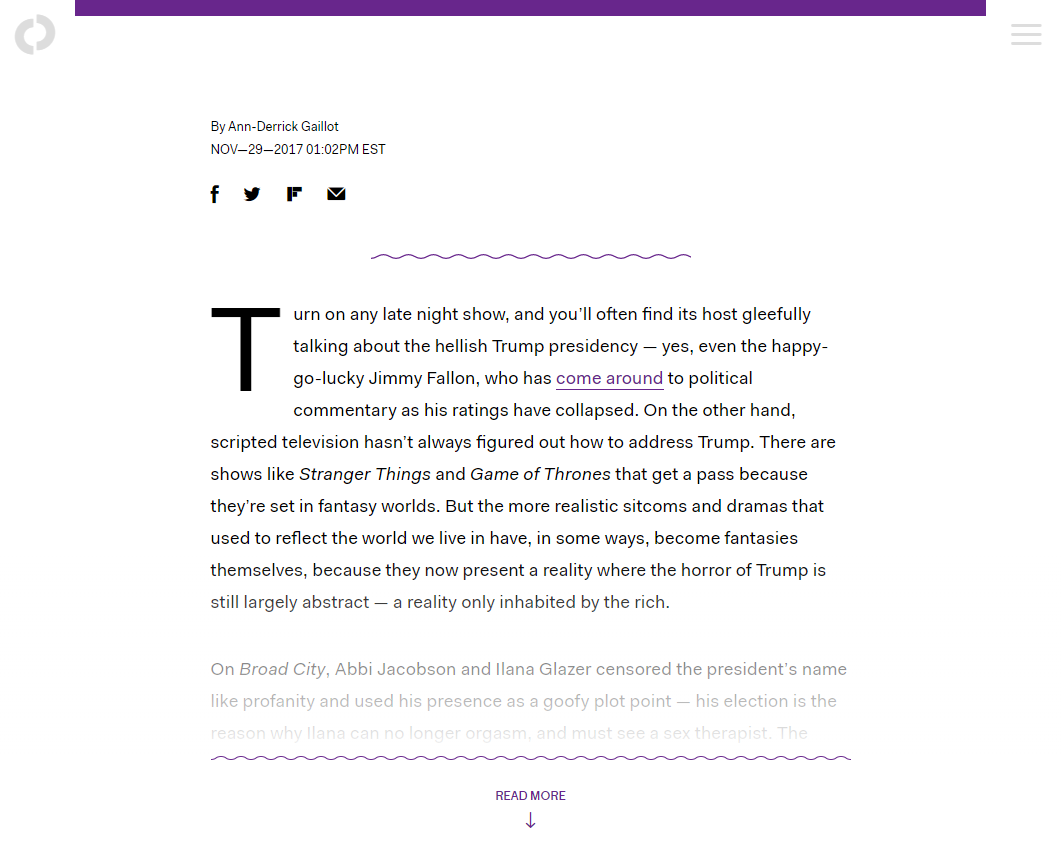 By Ann-Derrick Gaillot
NOV—29—2017 01:02PM EST
Turn on any late night show, and you’ll often find its host gleefully
talking about the hellish Trump presidency — yes, even the happy-
go-lucky Jimmy Fallon, who has come around to political
commentary as his ratings have collapsed. On the other hand,
scripted television hasn’t always figured out how to address Trump. There are
shows like Stranger Things and Game of Thrones that get a pass because
they’re set in fantasy worlds. But the more realistic sitcoms and dramas that
used to reflect the world we live in have, in some ways, become fantasies
themselves, because they now present a reality where the horror of Trump is
still largely abstract — a reality only inhabited by the rich.
On Broad City, Abbi Jacobson and Ilana Glazer censored the president’s name
like profanity and used his presence as a goofy plot point — his election is the
reason why Ilana can no longer orgasm, and must see a sex therapist. The
READ MORE